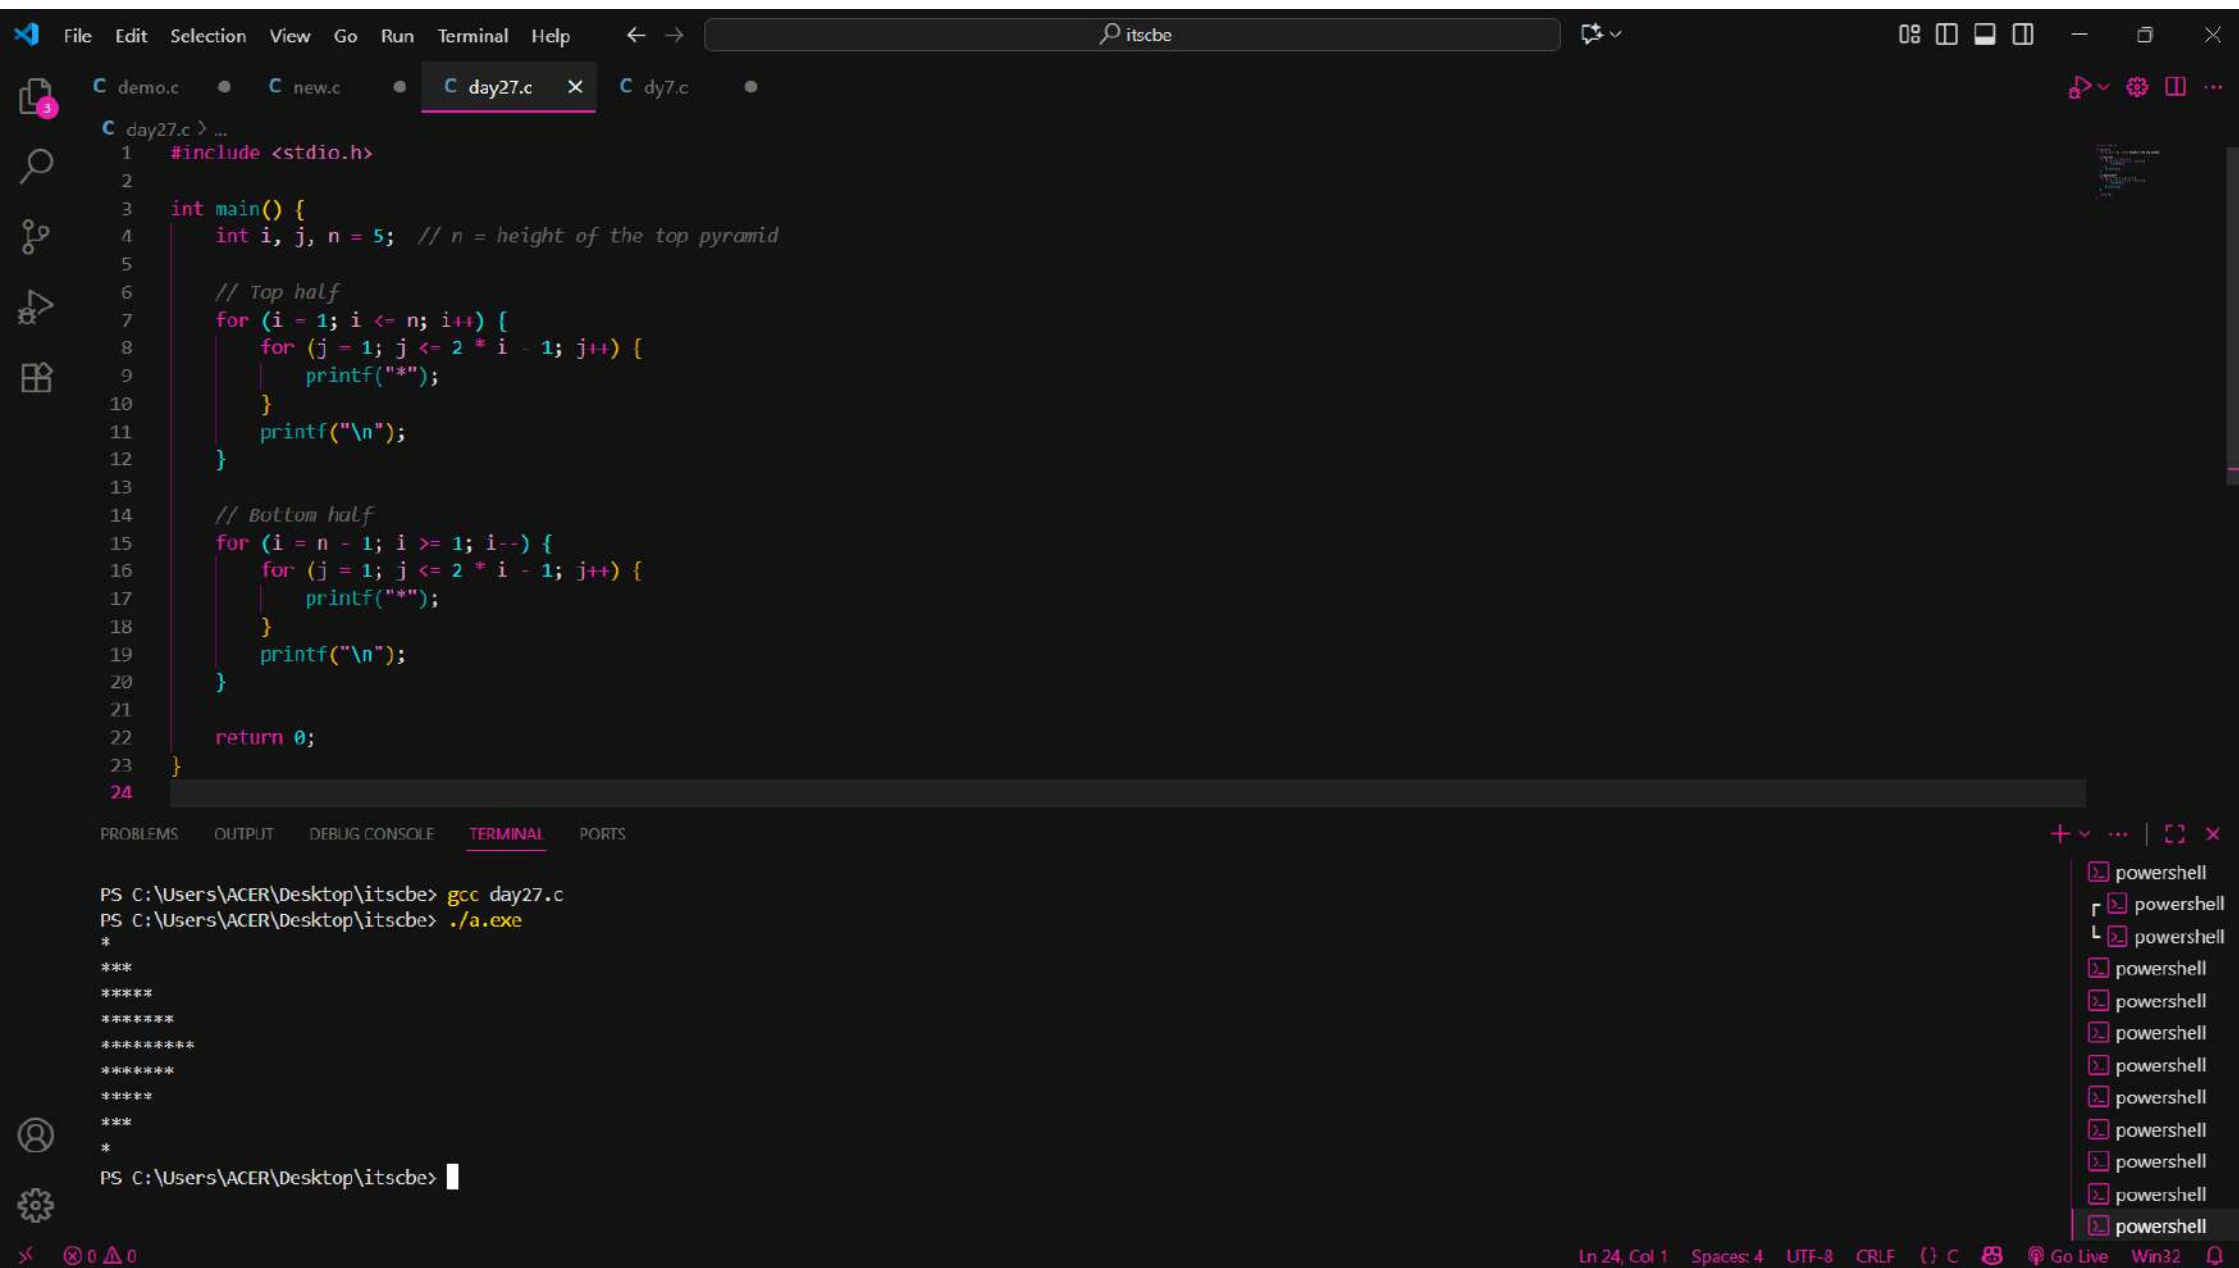 File Edit Selection View Go Run Terminal Help ← → itscbe
3
C demo.c ● C new.c ● C day27.c × C dy7.c ●
C day27.c > ...
1 #include <stdio.h>
2
3 int main() {
4     int i, j, n = 5;  // n = height of the top pyramid
5
6     // Top half
7     for (i = 1; i <= n; i++) {
8         for (j = 1; j <= 2 * i - 1; j++) {
9             printf("*");
10         }
11         printf("\n");
12     }
13
14     // Bottom half
15     for (i = n - 1; i >= 1; i--) {
16         for (j = 1; j <= 2 * i - 1; j++) {
17             printf("*");
18         }
19         printf("\n");
20     }
21
22     return 0;
23 }
24
PROBLEMS OUTPUT DEBUG CONSOLE TERMINAL PORTS
PS C:\Users\ACER\Desktop\itscbe> gcc day27.c
PS C:\Users\ACER\Desktop\itscbe> ./a.exe
*
***
*****
*******
*********
*******
*****
***
*
PS C:\Users\ACER\Desktop\itscbe>
powershell
powershell
powershell
powershell
powershell
powershell
powershell
powershell
powershell
powershell
powershell
powershell
0 0 Ln 24, Col 1 Spaces: 4 UTF-8 CRLF {} C Go Live Win32